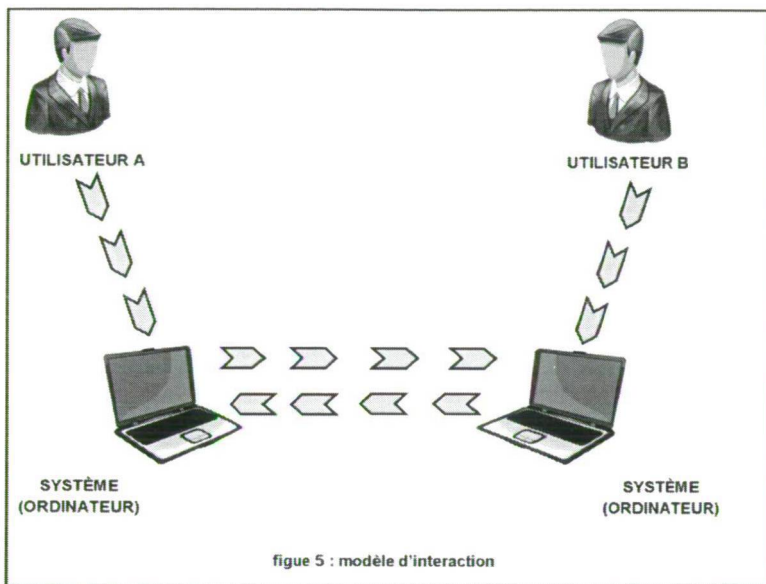 UTILISATEUR A
UTILISATEUR B
SYSTÈME
(ORDINATEUR)
SYSTÈME
(ORDINATEUR)
figue 5 : modèle d'interaction